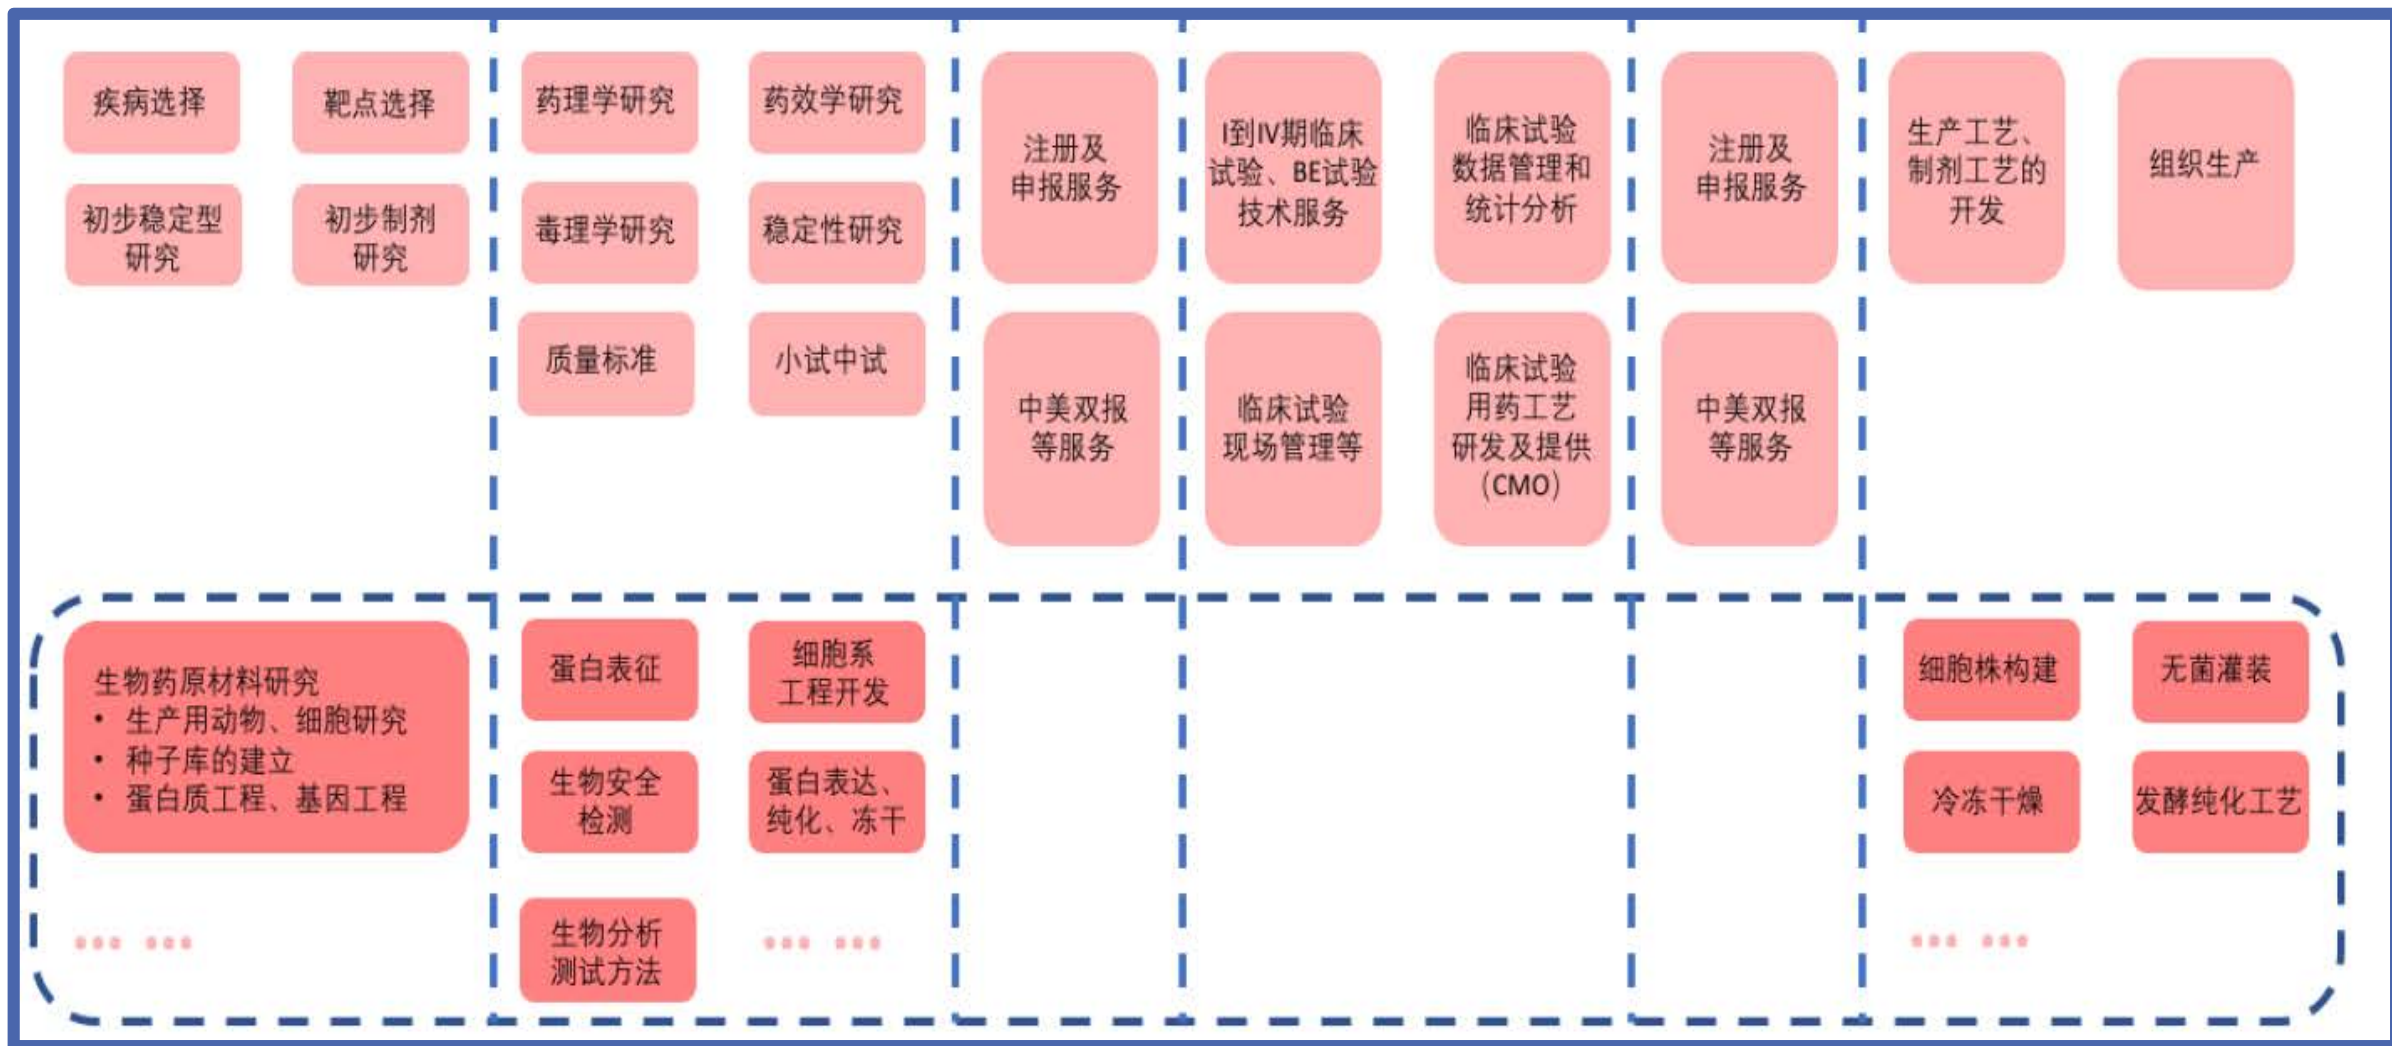 疾病选择
靶点选择
初步稳定型
研究
初步制剂
研究
药理学研究
药效学研究
毒理学研究
稳定性研究
质量标准
小试中试
注册及
申报服务
中美双报
等服务
I到IV期临床
试验、BE试验
技术服务
临床试验
数据管理和
统计分析
临床试验
现场管理等
临床试验
用药工艺
研发及提供
（CMO）
注册及
申报服务
中美双报
等服务
生产工艺、
制剂工艺的
开发
组织生产
生物药原材料研究
• 生产用动物、细胞研究
• 种子库的建立
• 蛋白质工程、基因工程
…… 
蛋白表征
细胞系
工程开发
生物安全
检测
蛋白表达、
纯化、冻干
生物分析
测试方法
……
细胞株构建
无菌灌装
冷冻干燥
发酵纯化工艺
……